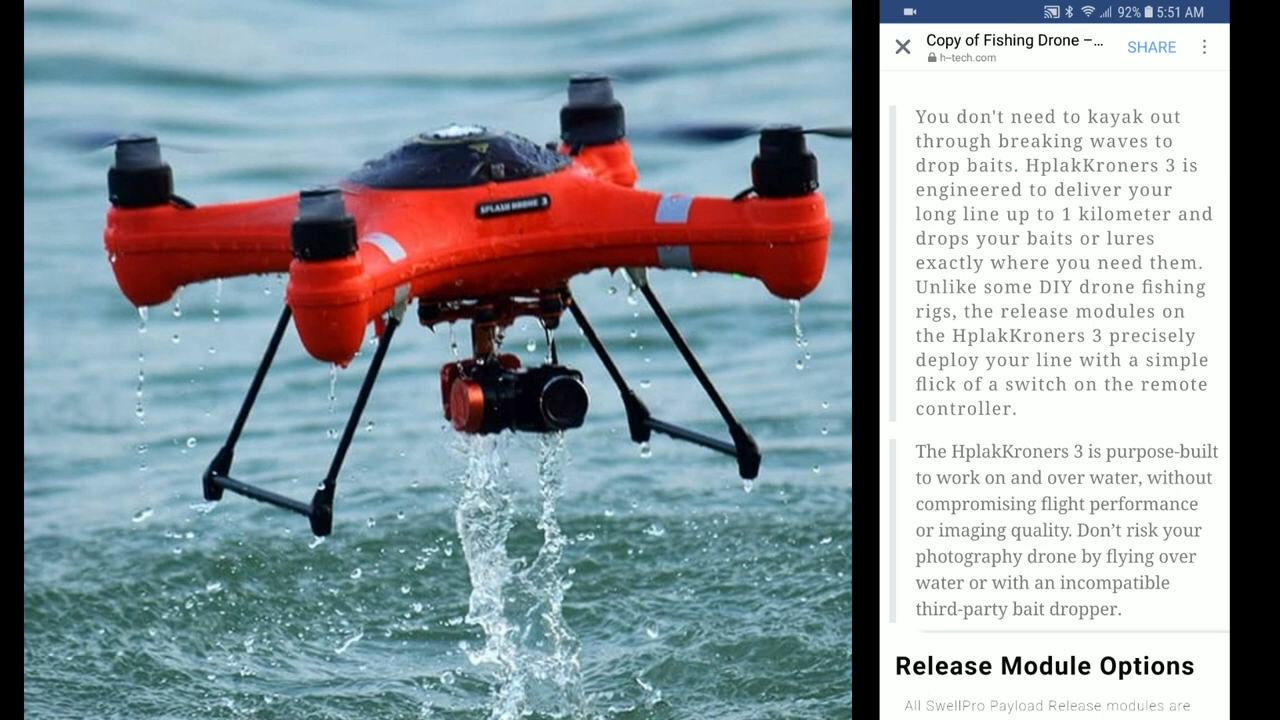 SPLASH DRONE 3
92% 5:51 AM
Copy of Fishing Drone –...
SHARE
h-tech.com
You don't need to kayak out
through breaking waves to
drop baits. HplakKroners 3 is
engineered to deliver your
long line up to 1 kilometer and
drops your baits or lures
exactly where you need them.
Unlike some DIY drone fishing
rigs, the release modules on
the HplakKroners 3 precisely
deploy your line with a simple
flick of a switch on the remote
controller.
The HplakKroners 3 is purpose-built
to work on and over water, without
compromising flight performance
or imaging quality. Don’t risk your
photography drone by flying over
water or with an incompatible
third-party bait dropper.
Release Module Options
All SwellPro Payload Release modules are